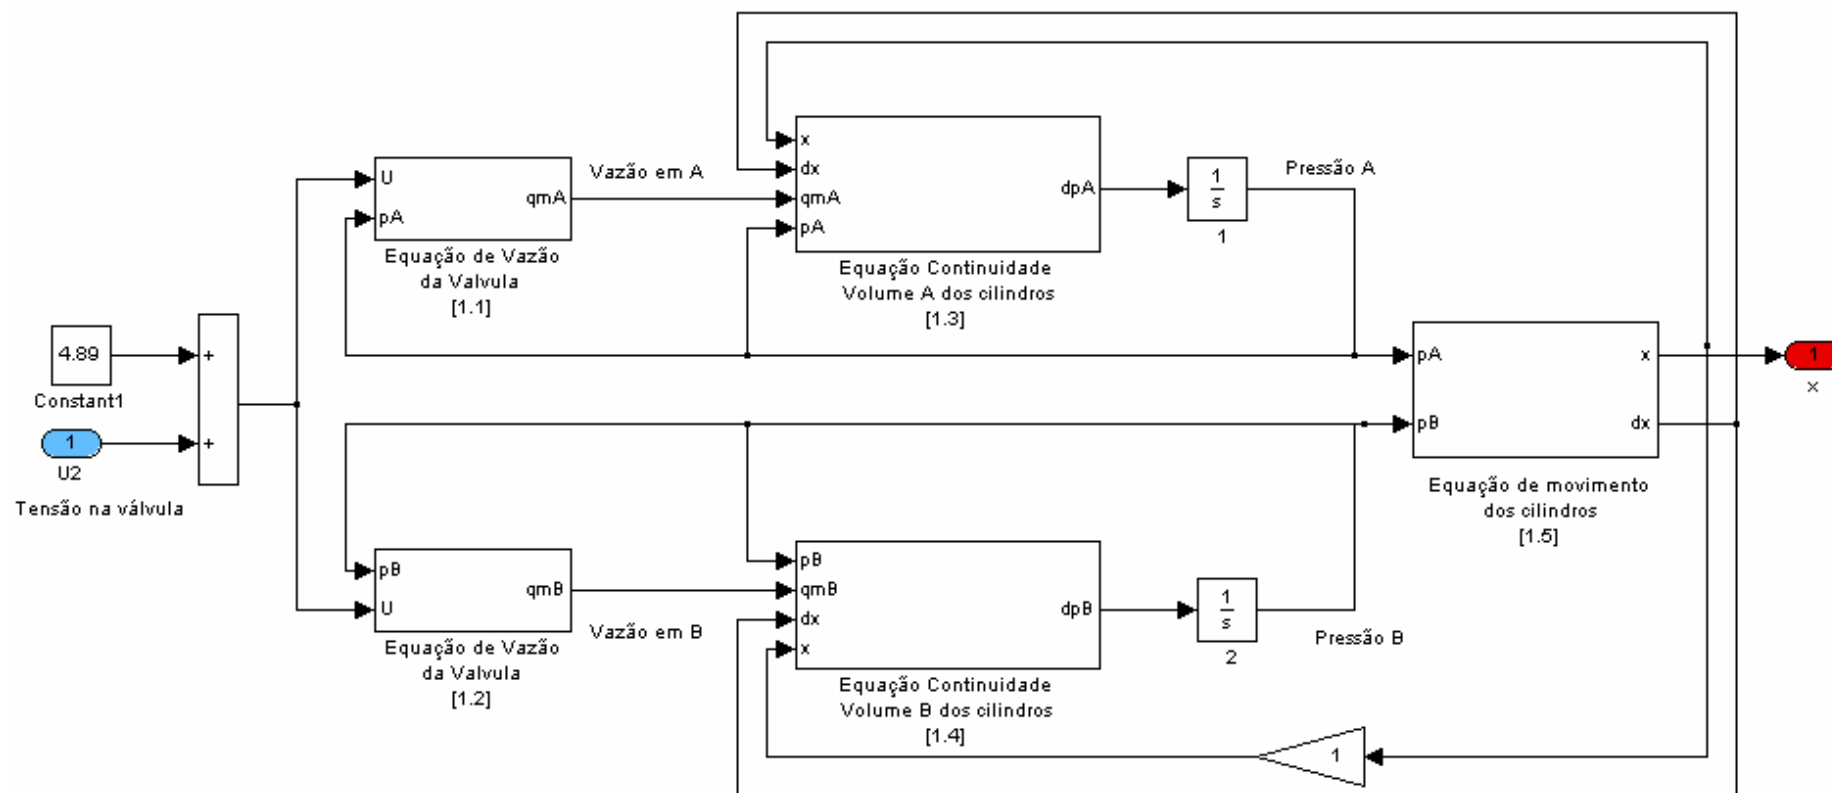 x
dx
qmA
pA
dpA
1
s
1
Pressão A
Vazão em A
U
pA
qmA
Equação de Vazão
da Valvula
[1.1]
Equação Continuidade
Volume A dos cilindros
[1.3]
4.89
Constant1
+
+
1
U2
Tensão na válvula
pA
pB
x
dx
Equação de movimento
dos cilindros
[1.5]
1
x
pB
U
qmB
Vazão em B
Equação de Vazão
da Valvula
[1.2]
pB
qmB
dx
x
dpB
1
s
2
Pressão B
Equação Continuidade
Volume B dos cilindros
[1.4]
1